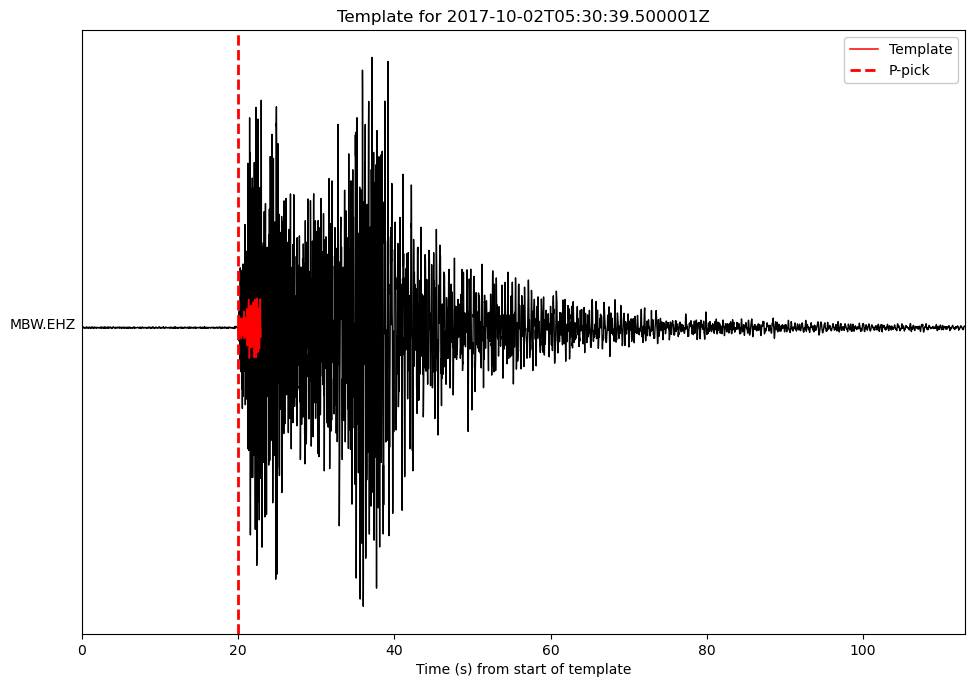 Template for 2017-10-02T05:30:39.500001Z
Template
P-pick
MBW.EHZ
0 20 40 60 80 100
Time (s) from start of template